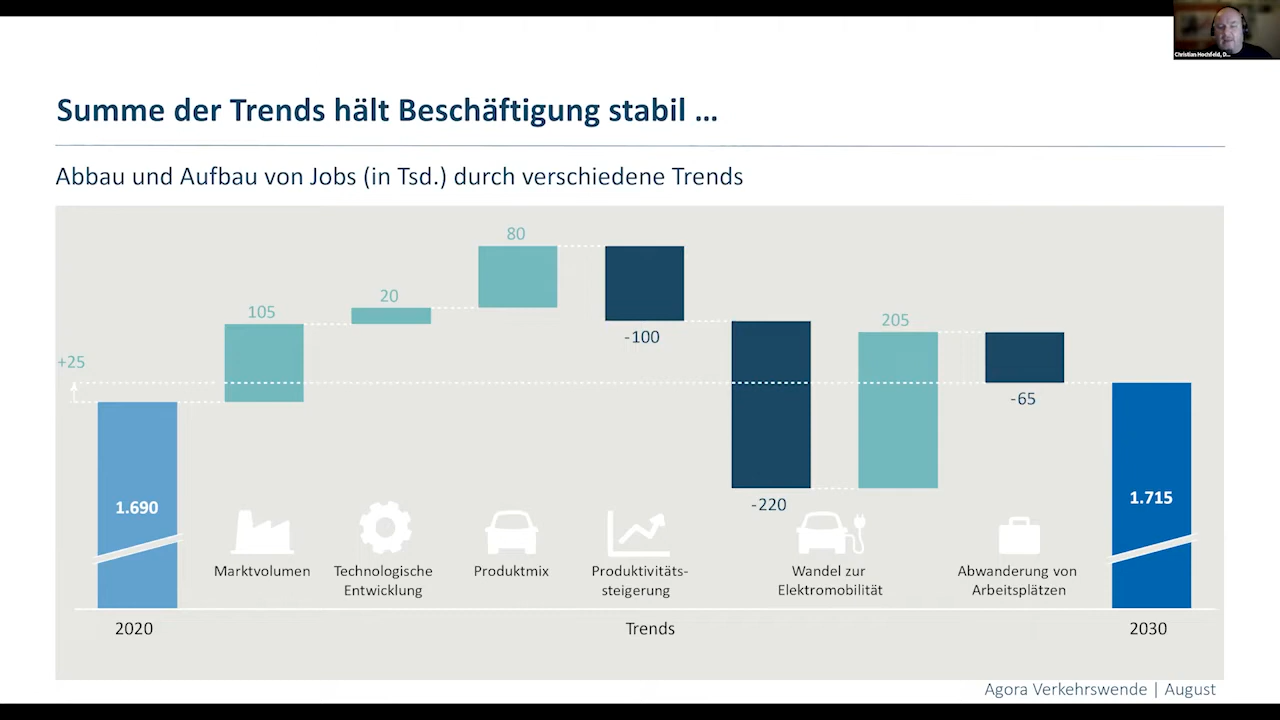 Christian Hochfeld, D...
Summe der Trends hält Beschäftigung stabil ...
Abbau und Aufbau von Jobs (in Tsd.) durch verschiedene Trends
80
20
105
205
-100
+25
-65
1.690
1.715
-220
Marktvolumen
Technologische
Entwicklung
Produktmix
Produktivitäts-
steigerung
Wandel zur
Elektromobilität
Abwanderung von
Arbeitsplätzen
2020
Trends
2030
Agora Verkehrswende | August